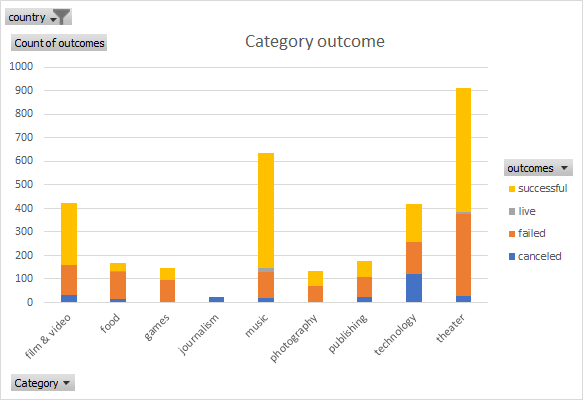 country
Count of outcomes
Category outcome
1000
900
800
700
600
500
400
300
200
100
0
film & video
food
games
journalism
music
photography
publishing
technology
theater
outcomes
successful
live
failed
canceled
Category